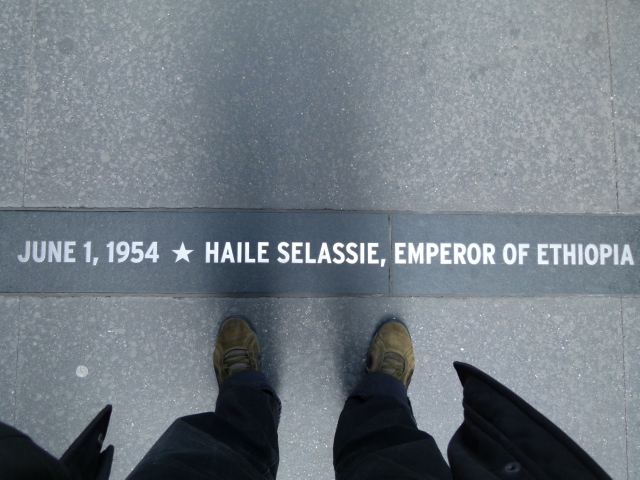 JUNE 1, 1954 ★ HAILE SELASSIE, EMPEROR OF ETHIOPIA